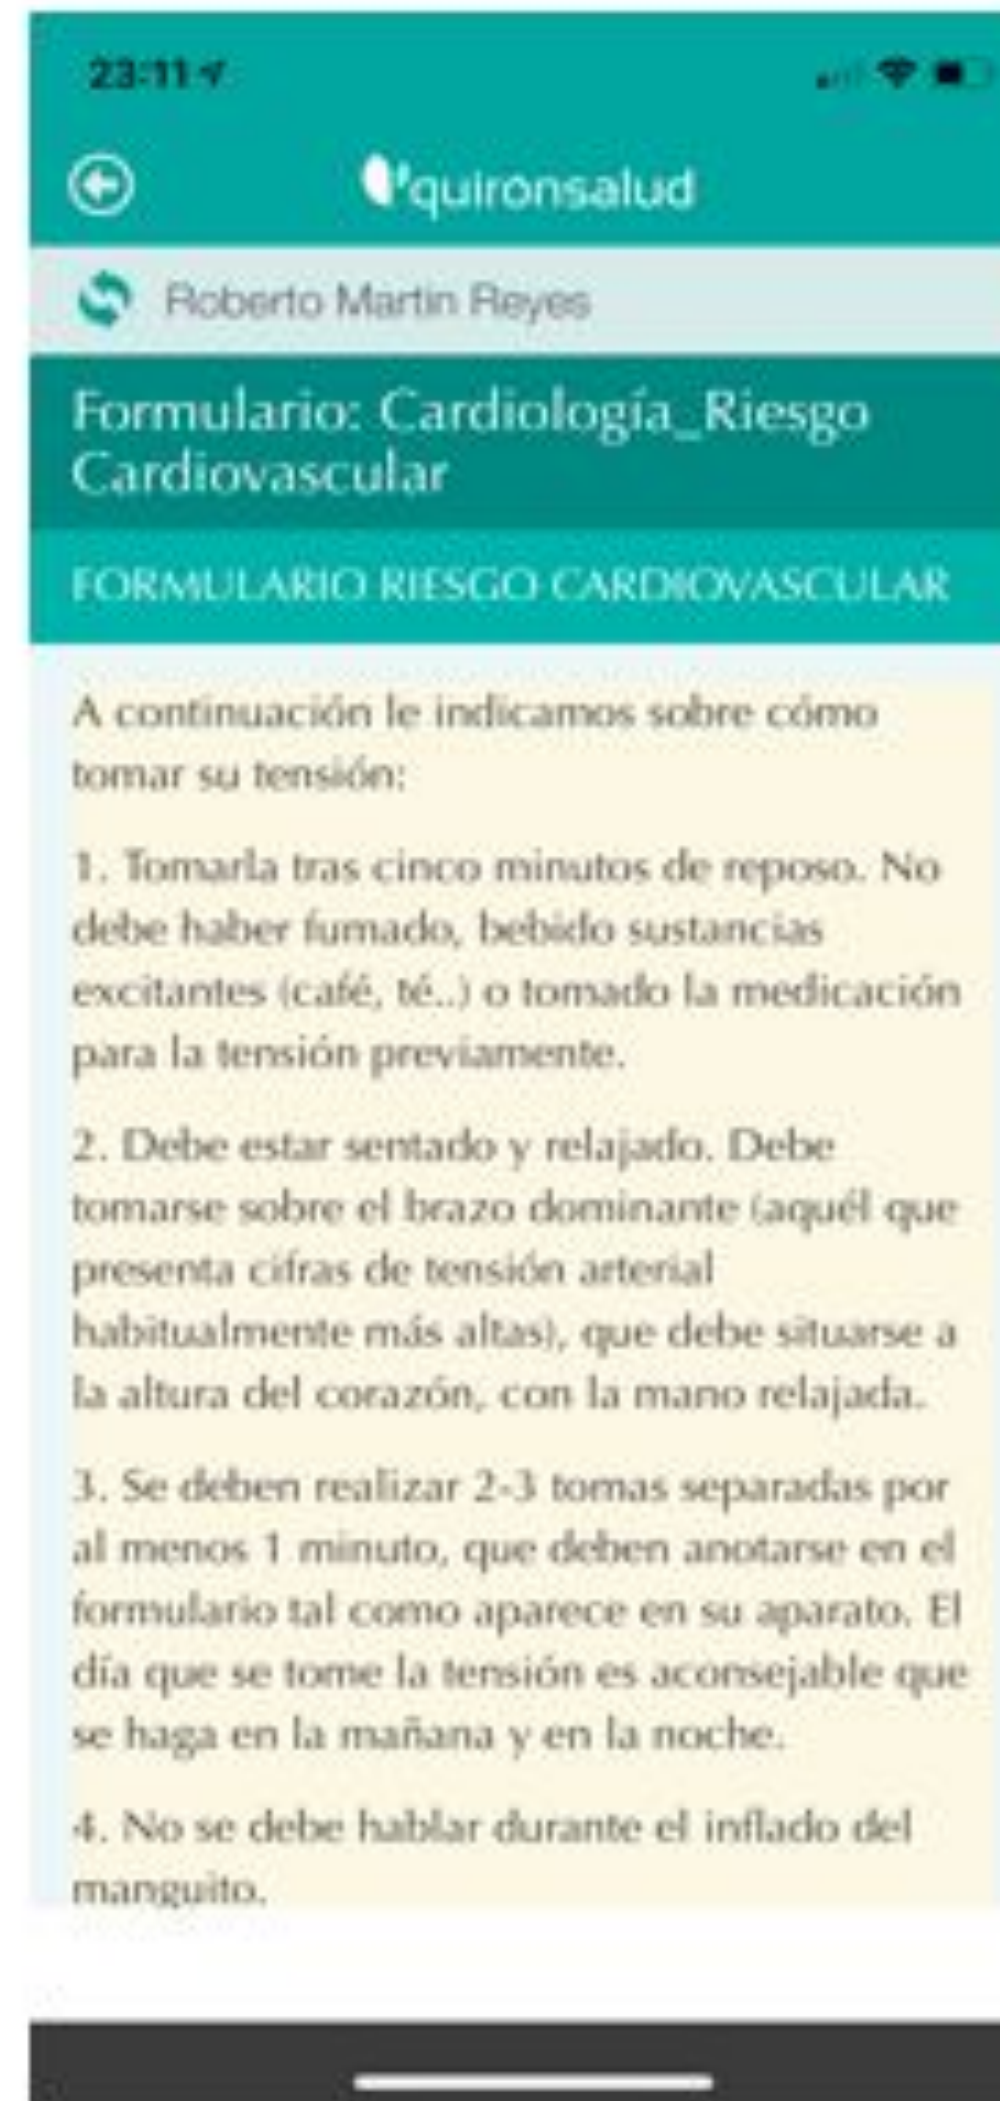 23:11
quironsalud
Roberto Martin Reyes
Formulario: Cardiología_Riesgo
Cardiovascular
FORMULARIO RIESGO CARDIOVASCULAR
A continuación le indicamos sobre cómo
tomar su tensión:
1. Tomarla tras cinco minutos de reposo. No
debe haber fumado, bebido sustancias
excitantes (café, té..) o tomado la medicación
para la tensión previamente.
2. Debe estar sentado y relajado. Debe
tomarse sobre el brazo dominante (aquél que
presenta cifras de tensión arterial
habitualmente más altas), que debe situarse a
la altura del corazón, con la mano relajada.
3. Se deben realizar 2-3 tomas separadas por
al menos 1 minuto, que deben anotarse en el
formulario tal como aparece en su aparato. El
día que se tome la tensión es aconsejable que
se haga en la mañana y en la noche.
4. No se debe hablar durante el inflado del
manguito.